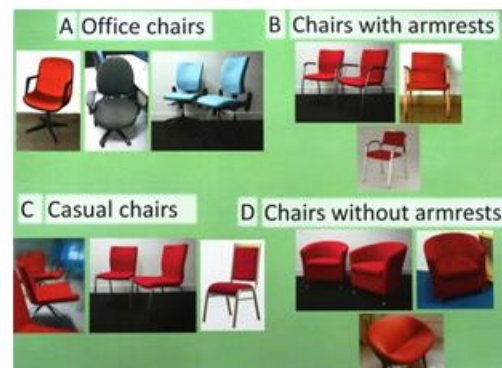 A Office chairs
B Chairs with armrests
C Casual chairs
D Chairs without armrests